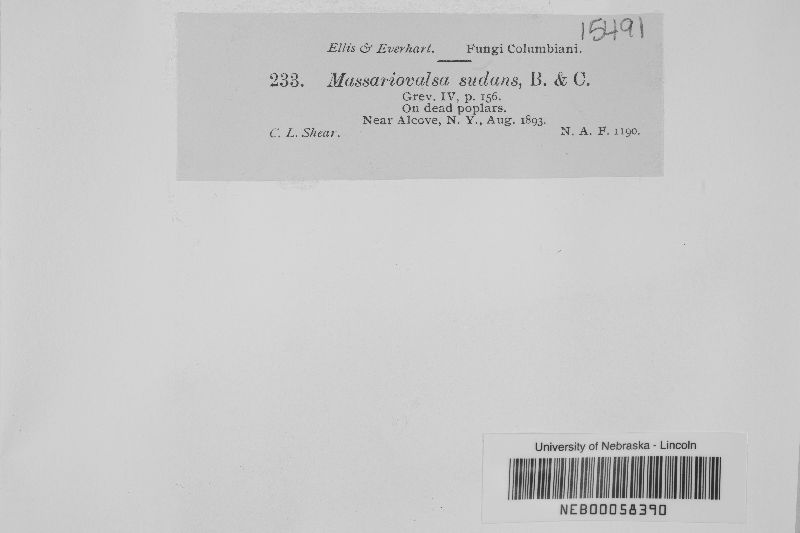 15491
Ellis & Everhart. Fungi Columbiani.
233. Massariovalsa sudans, B. & C.
Grev. IV, p. 156.
On dead poplars.
Near Alcove, N. Y., Aug. 1893.
C. L. Shear. N. A. F. 1190.
University of Nebraska - Lincoln
NEB00058390